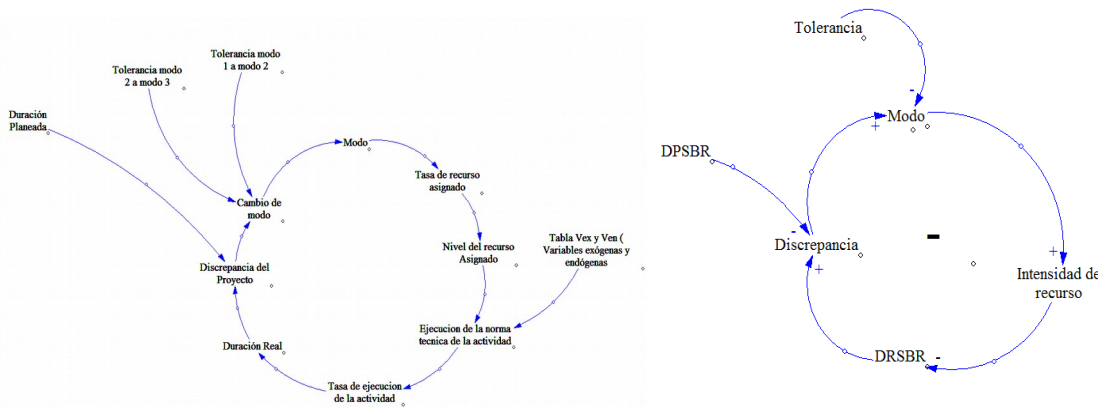 Tolerancia modo
1 a modo 2
Tolerancia modo
2 a modo 3
Duración
Planeada
Modo
Tasa de recurso
asignado
Cambio de
modo
Nivel del recurso
Asignado
Tabla Vex y Ven (
Variables exógenas y
endógenas
Discrepancia del
Proyecto
Ejecucion de la norma
tecnica de la actividad
Duración Real
Tasa de ejecucion
de la actividad
Tolerancia
-
Modo
+
DPSBR
-
Discrepancia
+
-
+
Intensidad de
recurso
DRSBR
-